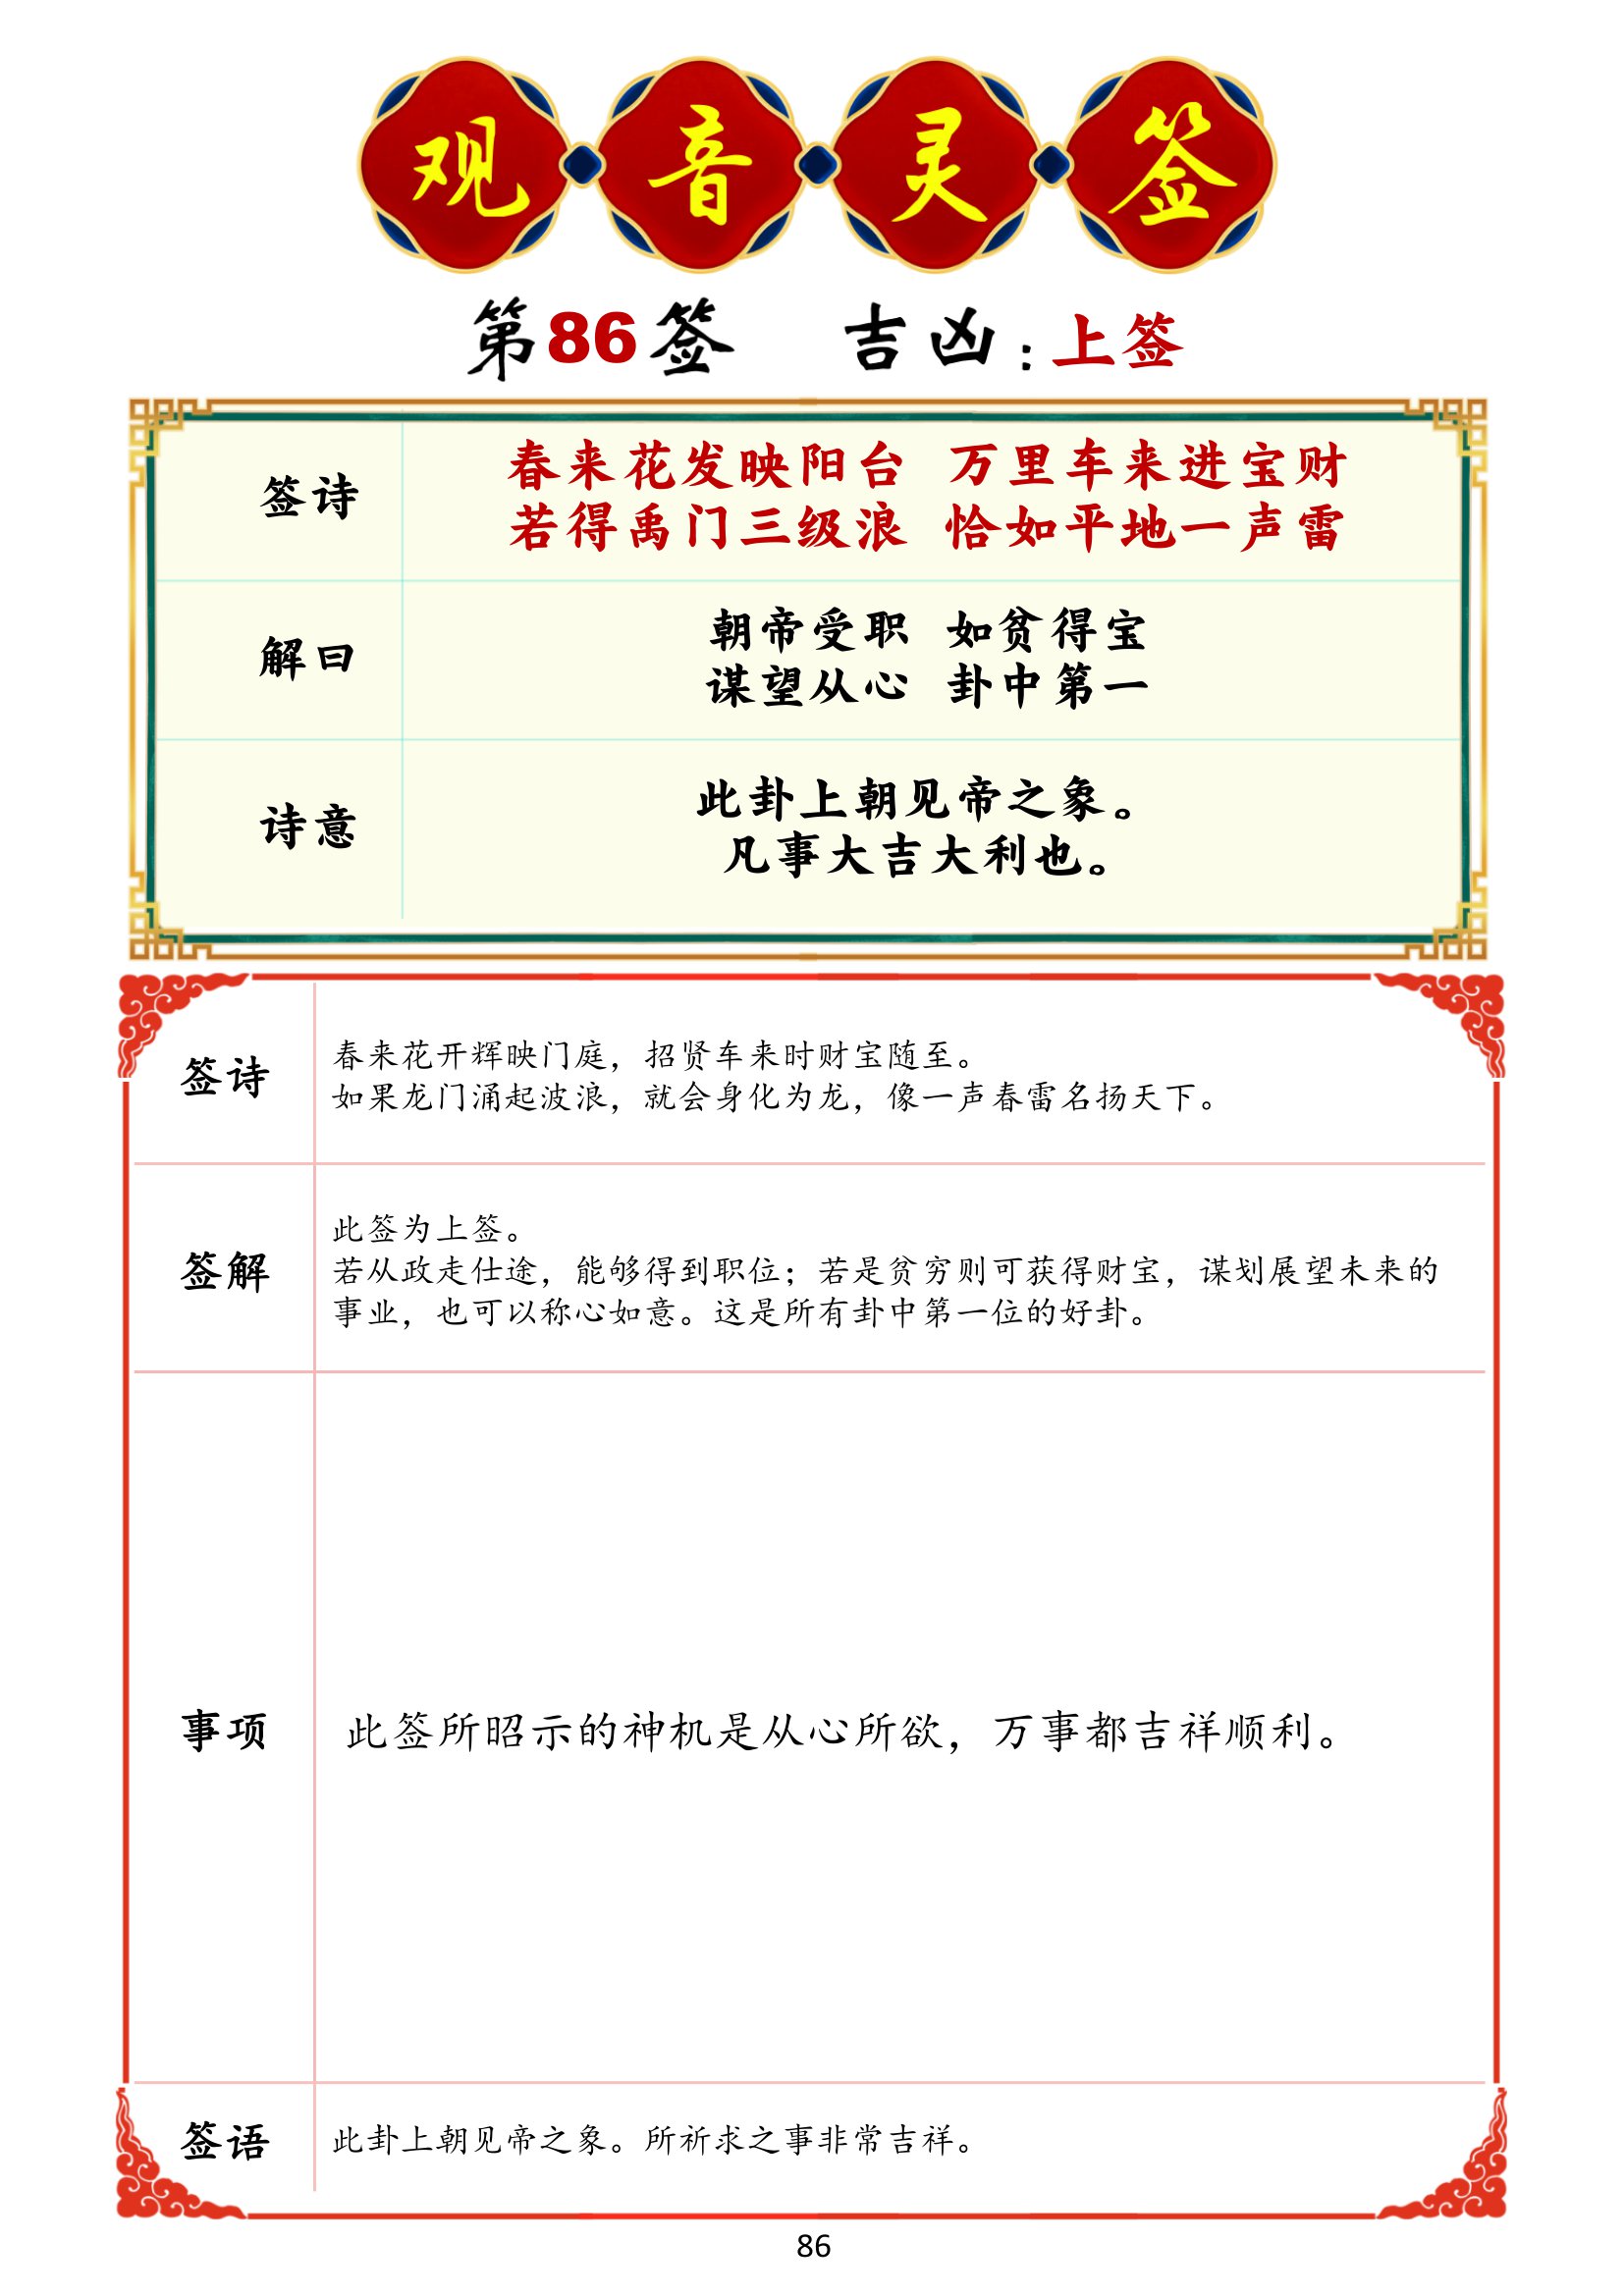 观音灵签
第86签 吉凶：上签
签诗
春来花发映阳台 万里车来进宝财
若得禹门三级浪 恰如平地一声雷
解曰
朝帝受职 如贫得宝
谋望从心 卦中第一
诗意
此卦上朝见帝之象。
凡事大吉大利也。
签诗
春来花开辉映门庭，招贤车来时财宝随至。
如果龙门涌起波浪，就会身化为龙，像一声春雷名扬天下。
签解
此签为上签。
若从政走仕途，能够得到职位；若是贫穷则可获得财宝，谋划展望未来的
事业，也可以称心如意。这是所有卦中第一位的好卦。
事项
此签所昭示的神机是从心所欲，万事都吉祥顺利。
签语
此卦上朝见帝之象。所祈求之事非常吉祥。
86